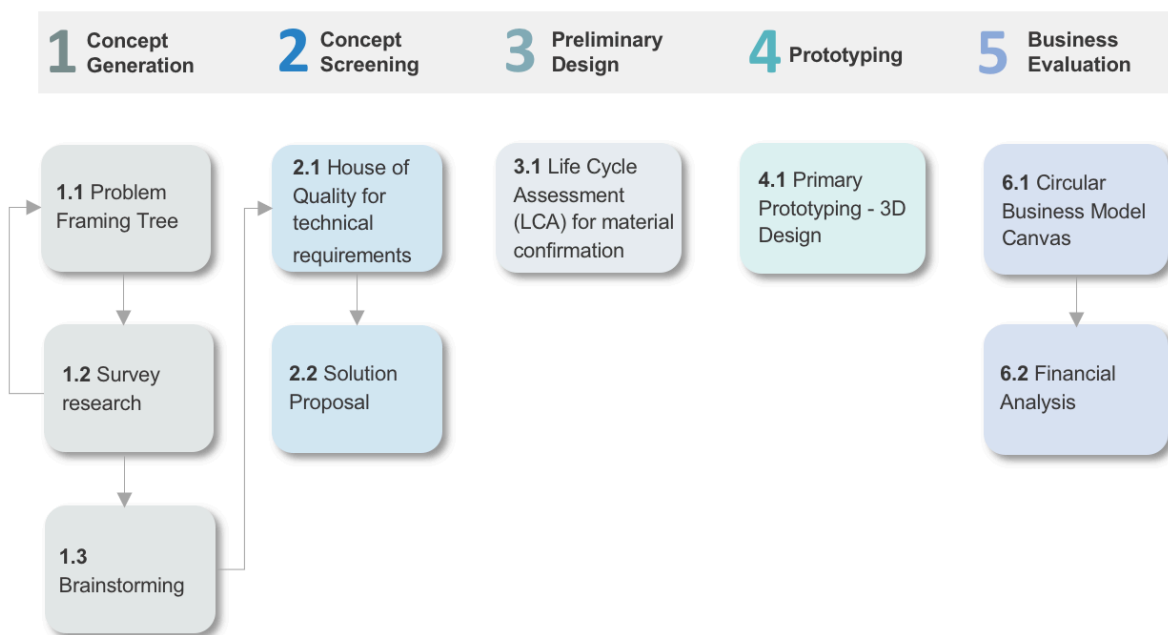 1 Concept
Generation
2 Concept
Screening
3 Preliminary
Design
4 Prototyping
5 Business
Evaluation
1.1 Problem
Framing Tree
1.2 Survey
research
1.3
Brainstorming
2.1 House of
Quality for
technical
requirements
2.2 Solution
Proposal
3.1 Life Cycle
Assessment
(LCA) for material
confirmation
4.1 Primary
Prototyping - 3D
Design
6.1 Circular
Business Model
Canvas
6.2 Financial
Analysis